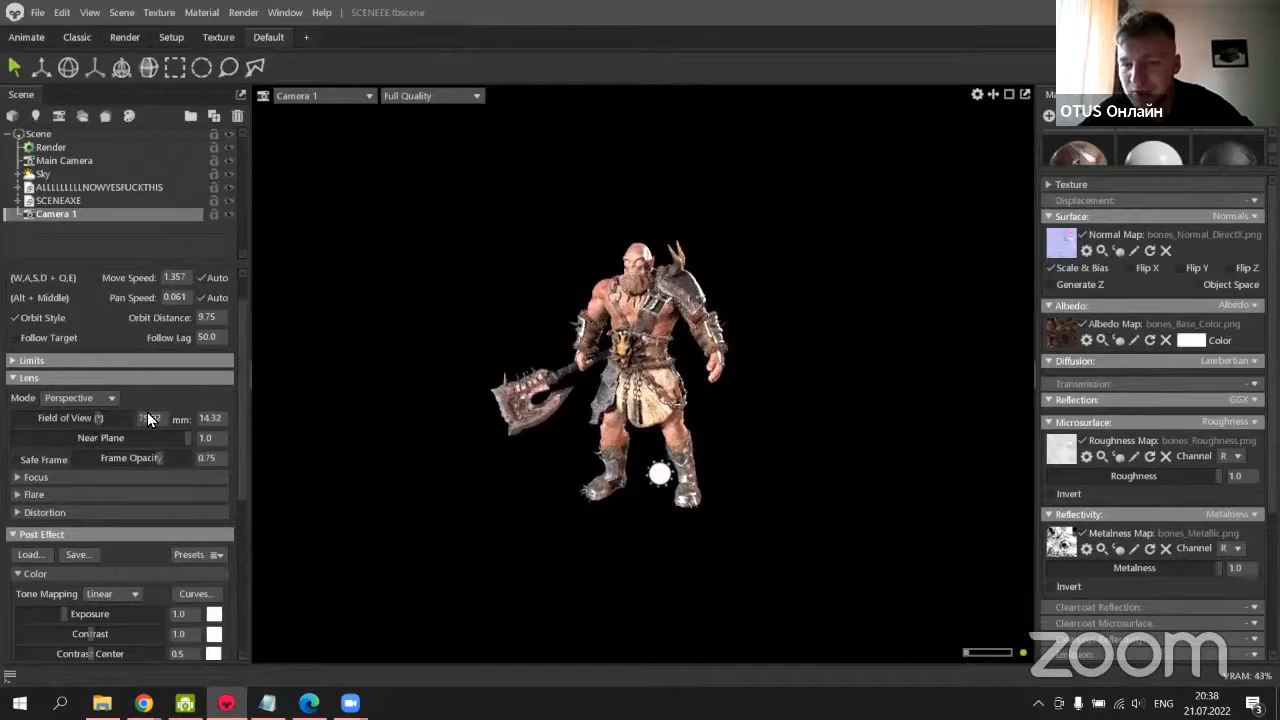 File Edit View Scene Texture Material Render Window Help SCENEEE.tbscene
Animate Classic Render Setup Texture Default +
Scene
Camera 1 Full Quality
OTUS Онлайн
Scene
Render
Main Camera
Sky
ALLLLLLLLNOWYESFUCKTHIS
SCENEAXE
Camera 1
(W,A,S,D + Q,E) Move Speed: 1.357 Auto
(Alt + Middle) Pan Speed: 0.061 Auto
Orbit Style Orbit Distance: 9.75
Follow Target Follow Lag 50.0
Limits
Lens
Mode Perspective
Field of View (°) mm: 14.32
Near Plane 1.0
Safe Frame Frame Opacity 0.75
Focus
Flare
Distortion
Post Effect
Load... Save... Presets
Color
Tone Mapping Linear Curves...
Exposure 1.0
Contrast 1.0
Contrast Center 0.5
Texture
Displacement:
Surface: Normals
Normal Map: bones_Normal_DirectX.png
Scale & Bias Flip X Flip Y Flip Z
Generate Z Object Space
Albedo: Albedo
Albedo Map: bones_Base_Color.png
Color
Diffusion: Lambertian
Transmission:
Reflection: GGX
Microsurface: Roughness
Roughness Map: bones_Roughness.png
Channel R
Roughness 1.0
Invert
Reflectivity: Metalness
Metalness Map: bones_Metallic.png
Channel R
Metalness 1.0
Invert
Clearcoat Reflection:
Clearcoat Microsurface:
Clearcoat Reflectivity:
Emission:
zoom
VRAM: 43%
ENG
20:38
21.07.2022
3